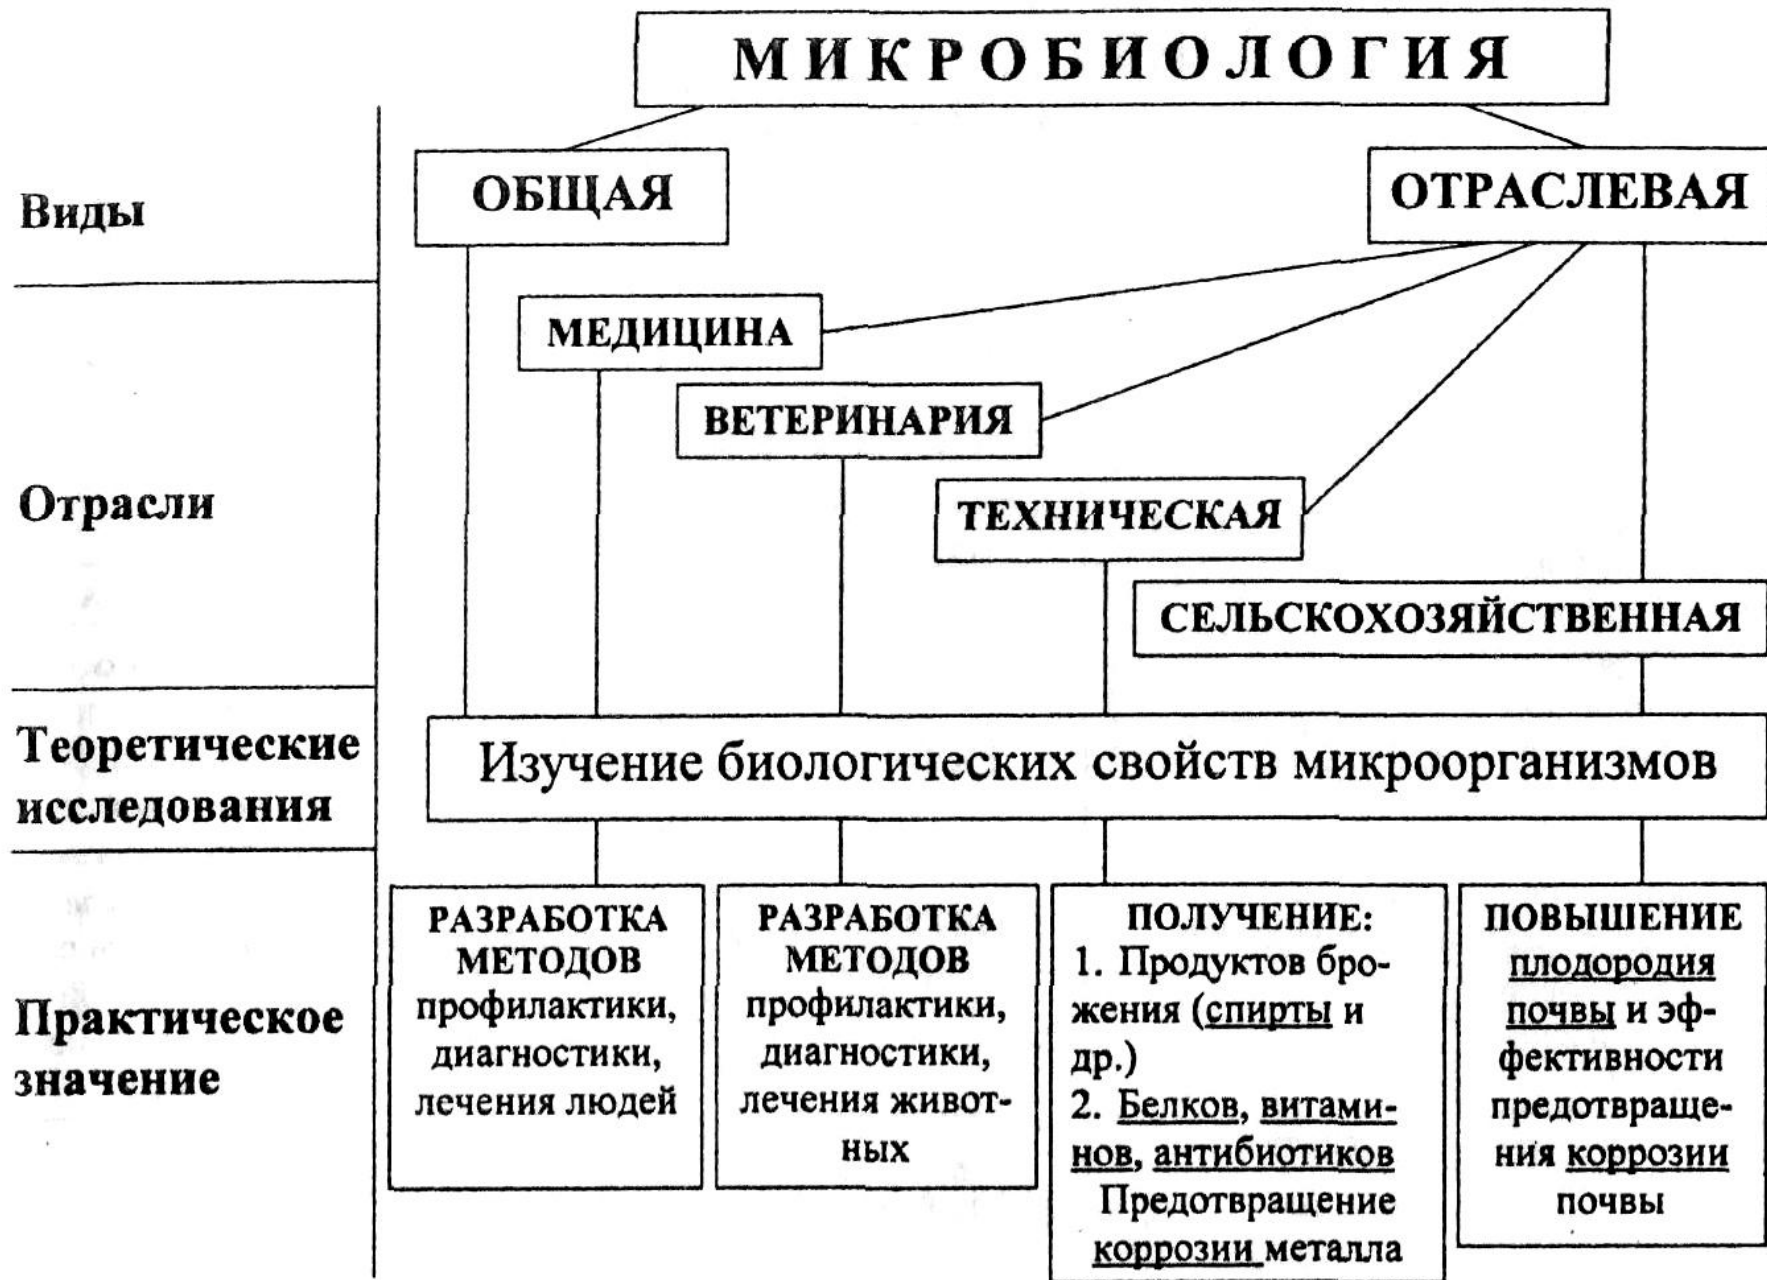 МИКРОБИОЛОГИЯ
Виды
ОБЩАЯ
ОТРАСЛЕВАЯ
Отрасли
МЕДИЦИНА
ВЕТЕРИНАРИЯ
ТЕХНИЧЕСКАЯ
СЕЛЬСКОХОЗЯЙСТВЕННАЯ
Теоретические
исследования
Изучение биологических свойств микроорганизмов
Практическое
значение
РАЗРАБОТКА
МЕТОДОВ
профилактики,
диагностики,
лечения людей
РАЗРАБОТКА
МЕТОДОВ
профилактики,
диагностики,
лечения живот-
ных
ПОЛУЧЕНИЕ:
1. Продуктов бро-
жения (спирты и
др.)
2. Белков, витами-
нов, антибиотиков
Предотвращение
коррозии металла
ПОВЫШЕНИЕ
плодородия
почвы и эф-
фективности
предотвраще-
ния коррозии
почвы